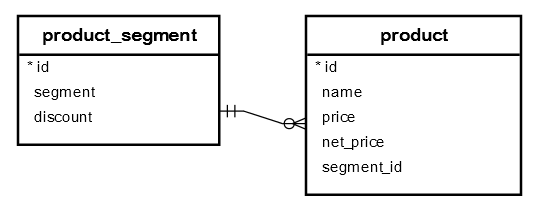 product_segment
* id
segment
discount
product
* id
name
price
net_price
segment_id